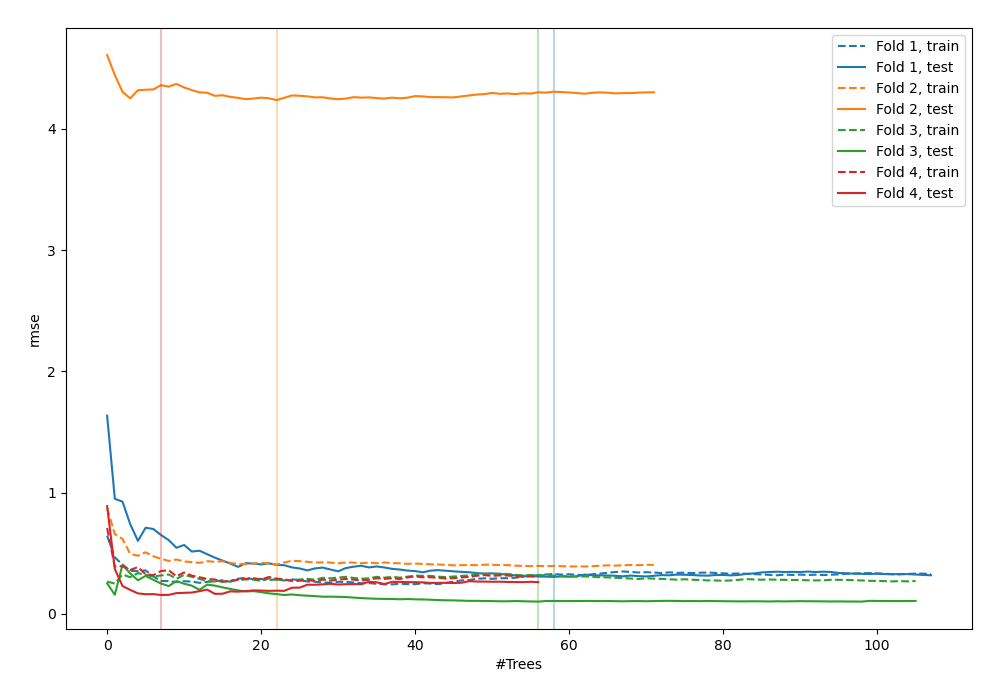 Fold 1, train
Fold 1, test
Fold 2, train
Fold 2, test
Fold 3, train
Fold 3, test
Fold 4, train
Fold 4, test
4
3
2
1
0
rmse
0 20 40 60 80 100
#Trees